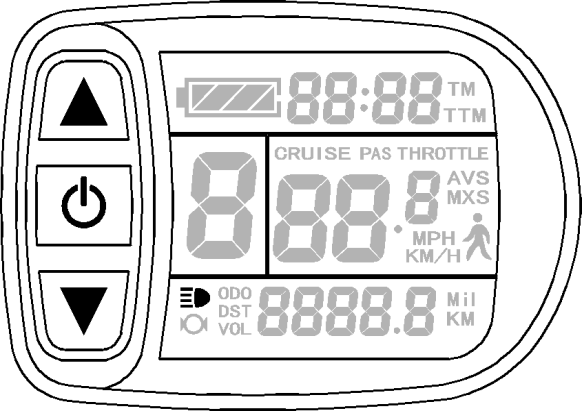 88:88 TM
TTM
8
CRUISE PAS THROTTLE
88.8 AVS
MXS
MPH
KM/H
ODO
DST
VOL
8888.8 Mil
KM